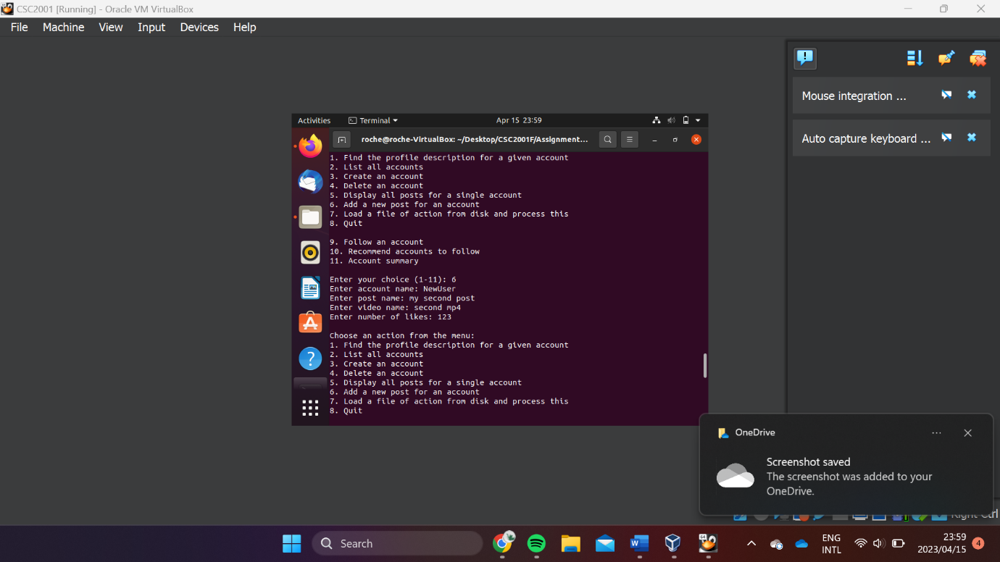 CSC2001 [Running] - Oracle VM VirtualBox
File Machine View Input Devices Help
Mouse integration ...
Auto capture keyboard ...
Activities Terminal Apr 15 23:59
roche@roche-VirtualBox: ~/Desktop/CSC2001F/Assignment...
1. Find the profile description for a given account
2. List all accounts
3. Create an account
4. Delete an account
5. Display all posts for a single account
6. Add a new post for an account
7. Load a file of action from disk and process this
8. Quit
9. Follow an account
10. Recommend accounts to follow
11. Account summary
Enter your choice (1-11): 6
Enter account name: NewUser
Enter post name: my second post
Enter video name: second mp4
Enter number of likes: 123
Choose an action from the menu:
1. Find the profile description for a given account
2. List all accounts
3. Create an account
4. Delete an account
5. Display all posts for a single account
6. Add a new post for an account
7. Load a file of action from disk and process this
8. Quit
OneDrive
Screenshot saved
The screenshot was added to your
OneDrive.
Right Ctrl
Search
ENG
INTL
23:59
2023/04/15
4